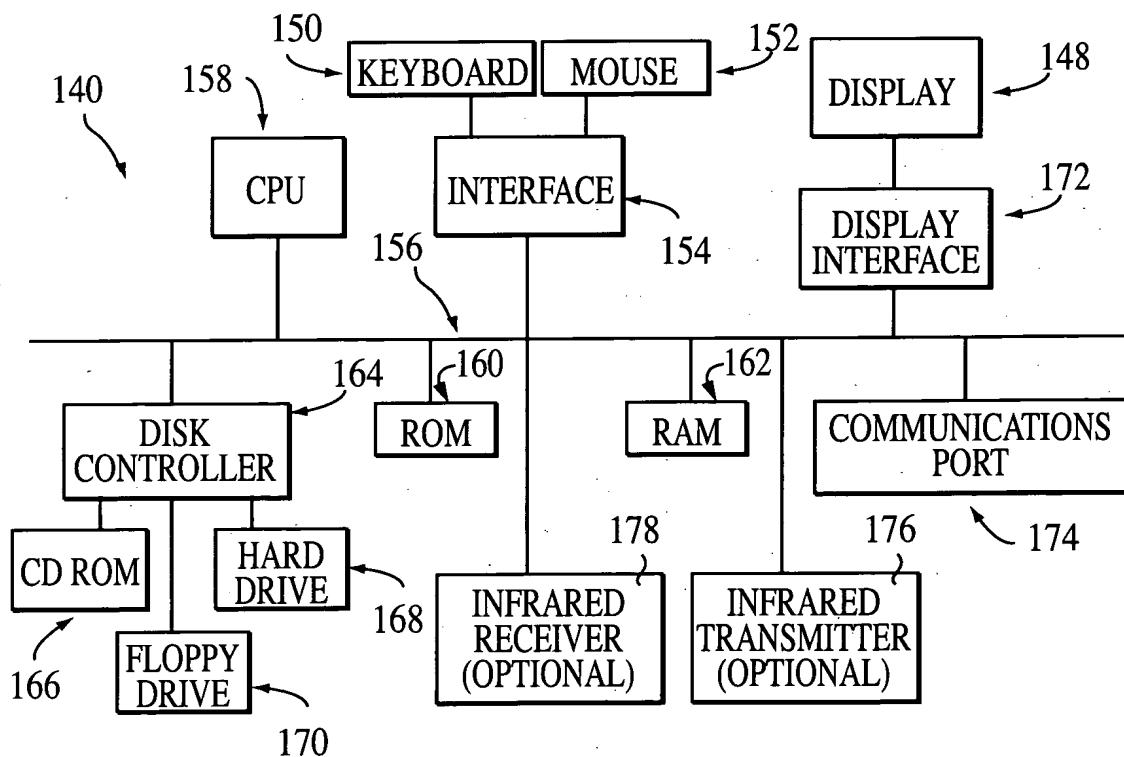 150
KEYBOARD
MOUSE
152
148
DISPLAY
158
140
CPU
INTERFACE
154
172
DISPLAY
INTERFACE
156
164
DISK
CONTROLLER
160
ROM
162
RAM
COMMUNICATIONS
PORT
174
CD ROM
166
HARD
DRIVE
168
FLOPPY
DRIVE
170
178
INFRARED
RECEIVER
(OPTIONAL)
176
INFRARED
TRANSMITTER
(OPTIONAL)